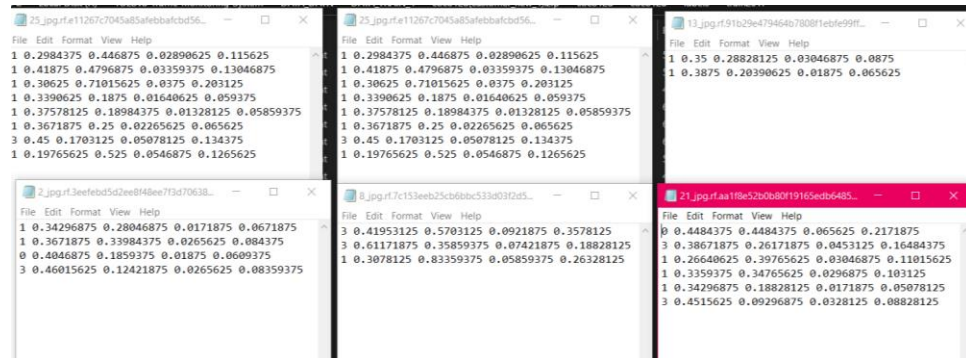 25_jpg.rf.e11267c7045a85afebbafcbd56...
File Edit Format View Help
1 0.2984375 0.446875 0.02890625 0.115625
1 0.41875 0.4796875 0.03359375 0.13046875
1 0.30625 0.71015625 0.0375 0.203125
1 0.3390625 0.1875 0.01640625 0.059375
1 0.37578125 0.18984375 0.01328125 0.05859375
1 0.3671875 0.25 0.02265625 0.065625
3 0.45 0.1703125 0.05078125 0.134375
1 0.19765625 0.525 0.0546875 0.1265625
25_jpg.rf.e11267c7045a85afebbafcbd56...
File Edit Format View Help
1 0.2984375 0.446875 0.02890625 0.115625
1 0.41875 0.4796875 0.03359375 0.13046875
1 0.30625 0.71015625 0.0375 0.203125
1 0.3390625 0.1875 0.01640625 0.059375
1 0.37578125 0.18984375 0.01328125 0.05859375
1 0.3671875 0.25 0.02265625 0.065625
3 0.45 0.1703125 0.05078125 0.134375
1 0.19765625 0.525 0.0546875 0.1265625
13_jpg.rf.91b29e479464b7808f1ebfe99ff...
File Edit Format View Help
1 0.35 0.28828125 0.03046875 0.0875
1 0.3875 0.20390625 0.01875 0.065625
2_jpg.rf.3eefebd5d2ee8f48ee7f3d70638...
File Edit Format View Help
1 0.34296875 0.28046875 0.0171875 0.0671875
1 0.3671875 0.33984375 0.0265625 0.084375
0 0.4046875 0.1859375 0.01875 0.0609375
3 0.46015625 0.12421875 0.0265625 0.08359375
8_jpg.rf.7c153eeb25cb6bbc533d03f2d5...
File Edit Format View Help
3 0.41953125 0.5703125 0.0921875 0.3578125
3 0.61171875 0.35859375 0.07421875 0.18828125
1 0.3078125 0.83359375 0.05859375 0.26328125
21_jpg.rf.aa1f8e52b0b80f19165edb6485...
File Edit Format View Help
0 0.4484375 0.4484375 0.065625 0.2171875
3 0.38671875 0.26171875 0.0453125 0.16484375
1 0.26640625 0.39765625 0.03046875 0.11015625
1 0.3359375 0.34765625 0.0296875 0.103125
1 0.34296875 0.18828125 0.0171875 0.05078125
3 0.4515625 0.09296875 0.0328125 0.08828125